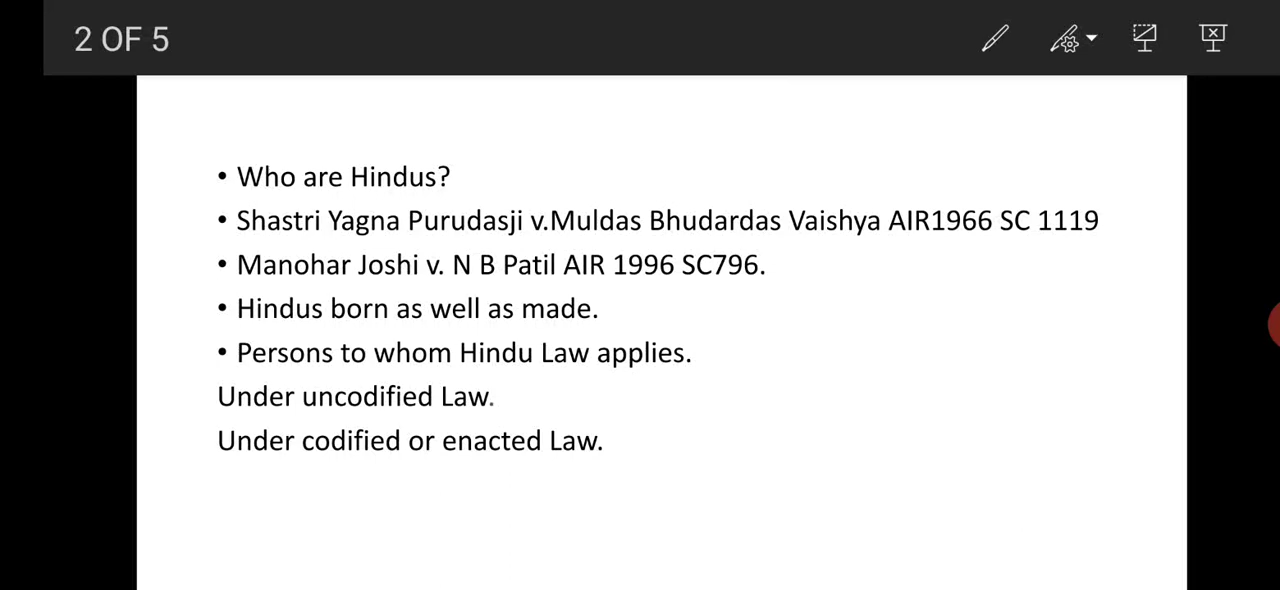 2 OF 5
• Who are Hindus?
• Shastri Yagna Purudasji v.Muldas Bhudardas Vaishya AIR1966 SC 1119
• Manohar Joshi v. N B Patil AIR 1996 SC796.
• Hindus born as well as made.
• Persons to whom Hindu Law applies.
Under uncodified Law.
Under codified or enacted Law.